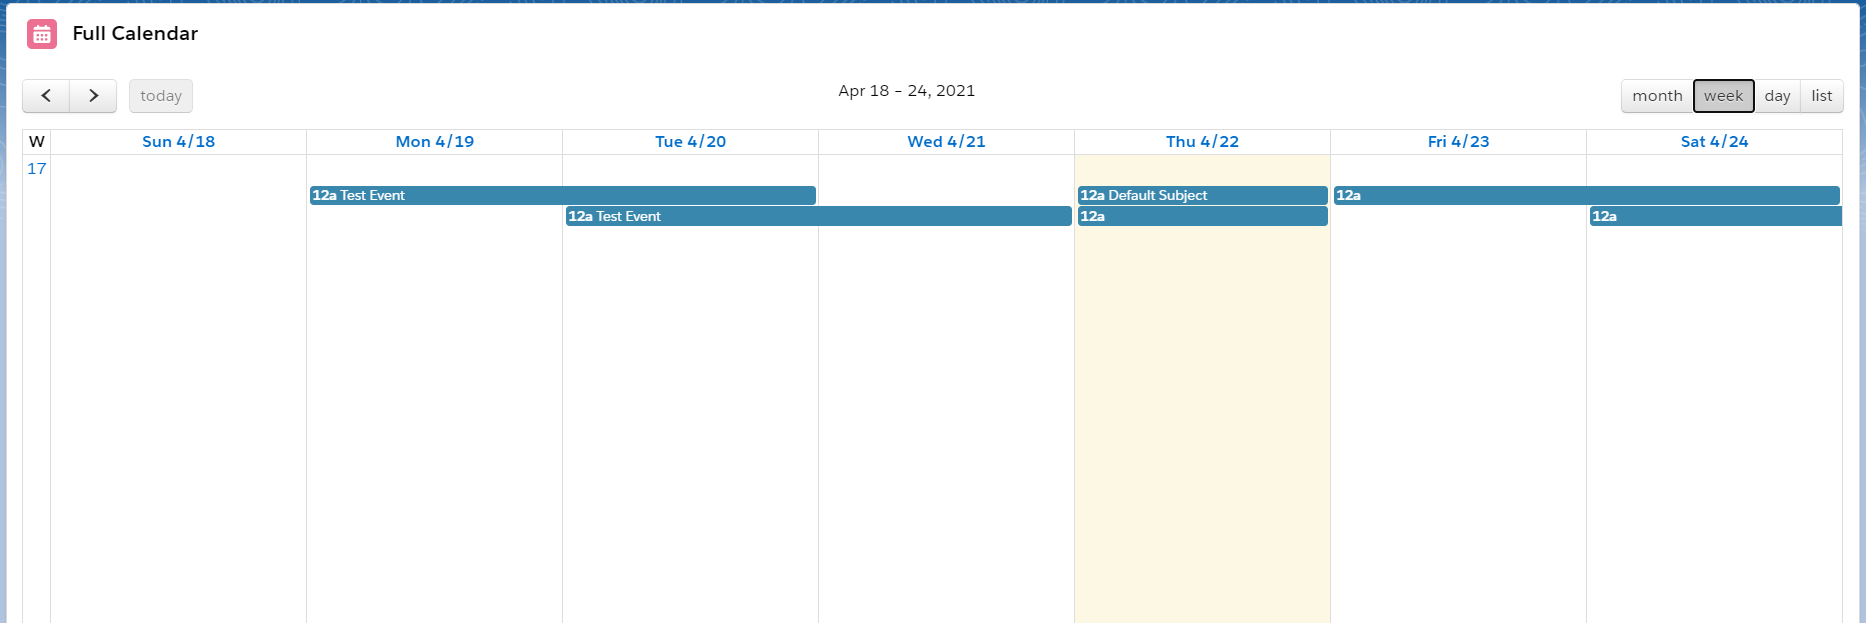 Full Calendar
today
Apr 18 – 24, 2021
month week day list
W Sun 4/18 Mon 4/19 Tue 4/20 Wed 4/21 Thu 4/22 Fri 4/23 Sat 4/24
17
12a Test Event 12a Default Subject 12a
12a Test Event 12a 12a